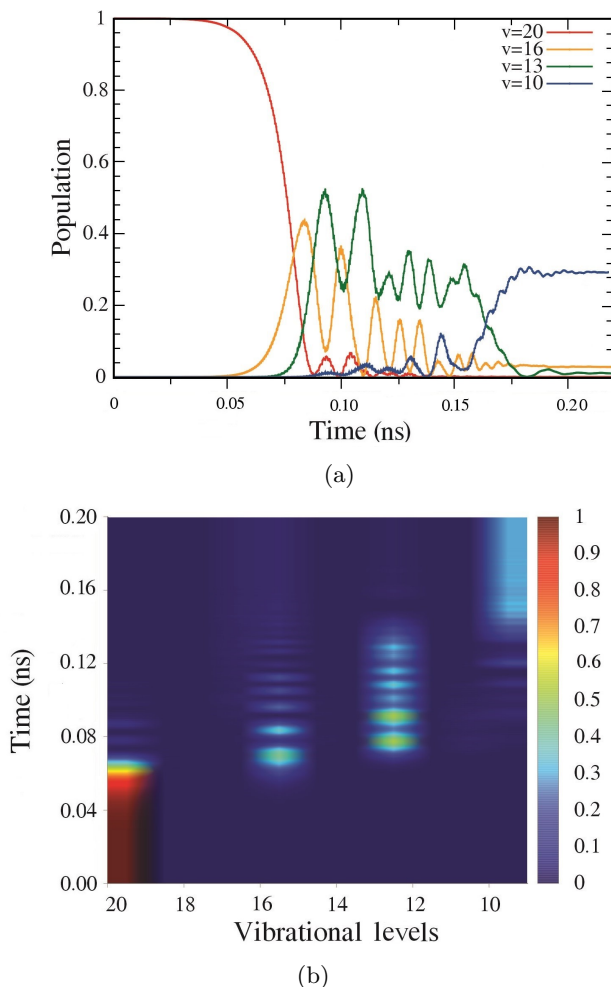 v=20
v=16
v=13
v=10
1
0.8
0.6
0.4
0.2
0
Population
0 0.05 0.10 0.15 0.20
Time (ns)
(a)
0.20
0.16
0.12
0.08
0.04
0.00
Time (ns)
20 18 16 14 12 10
Vibrational levels
1
0.9
0.8
0.7
0.6
0.5
0.4
0.3
0.2
0.1
0
(b)